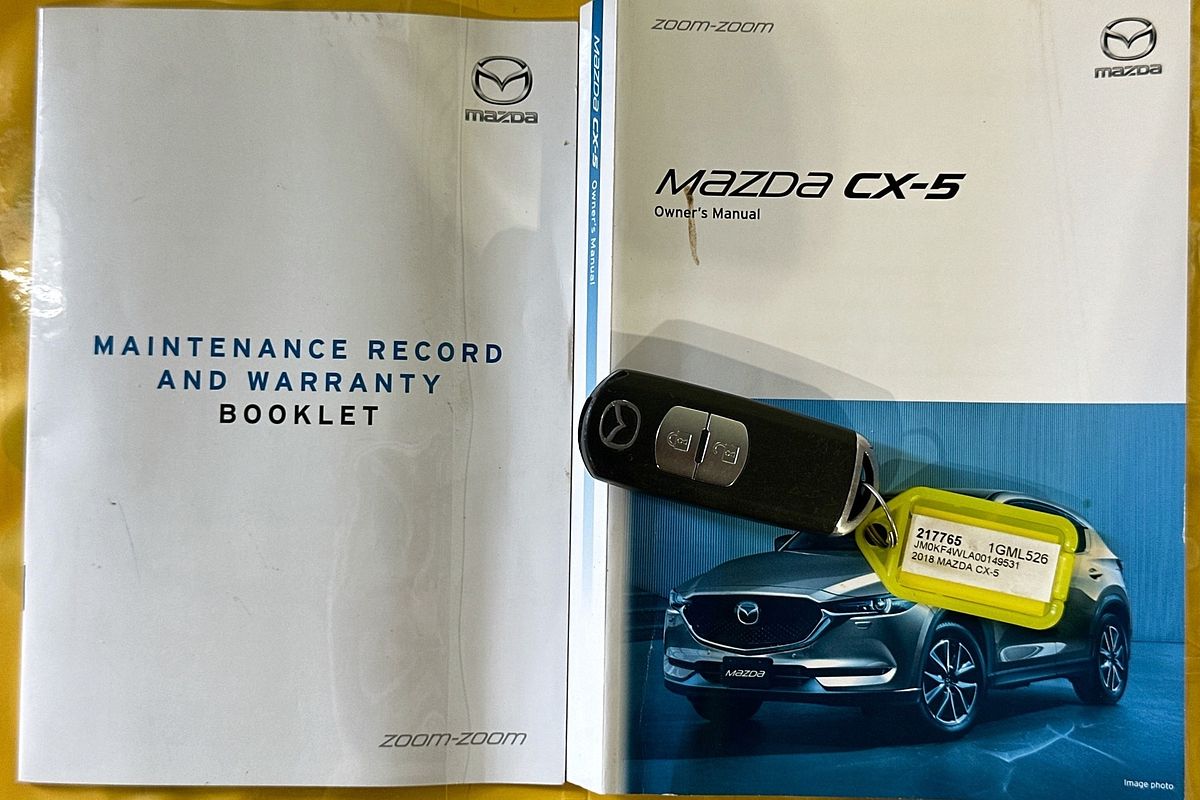 mazda
MAINTENANCE RECORD
AND WARRANTY
BOOKLET
zoom-zoom
mazda CX-5 Owner's Manual
zoom-zoom
mazda
mazda CX-5
Owner's Manual
217765 1GML526
JM0KF4WLA00149531
2018 MAZDA CX-5
mazda
Image photo